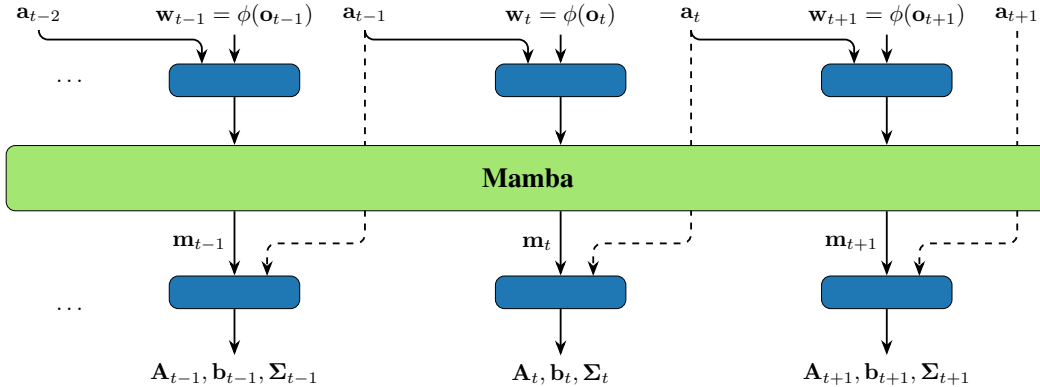 a_{t−2} w_{t−1} = ϕ(o_{t−1}) a_{t−1} w_t = ϕ(o_t) a_t w_{t+1} = ϕ(o_{t+1}) a_{t+1}
...
Mamba
m_{t−1} m_t m_{t+1}
...
A_{t−1}, b_{t−1}, Σ_{t−1} A_t, b_t, Σ_t A_{t+1}, b_{t+1}, Σ_{t+1}